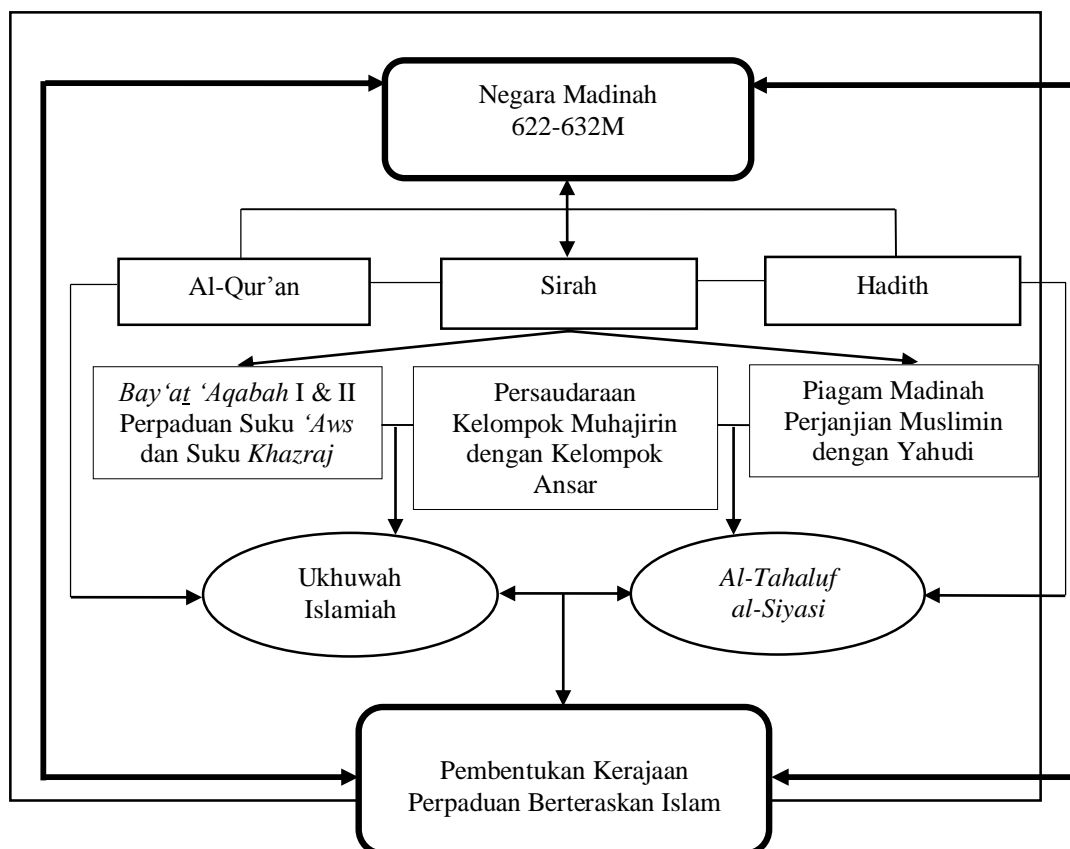 Negara Madinah
622-632M
Al-Qur’an
Sirah
Hadith
Bay‘at ‘Aqabah I & II
Perpaduan Suku ‘Aws
dan Suku Khazraj
Persaudaraan
Kelompok Muhajirin
dengan Kelompok
Ansar
Piagam Madinah
Perjanjian Muslimin
dengan Yahudi
Ukhuwah
Islamiah
Al-Tahaluf
al-Siyasi
Pembentukan Kerajaan
Perpaduan Berteraskan Islam